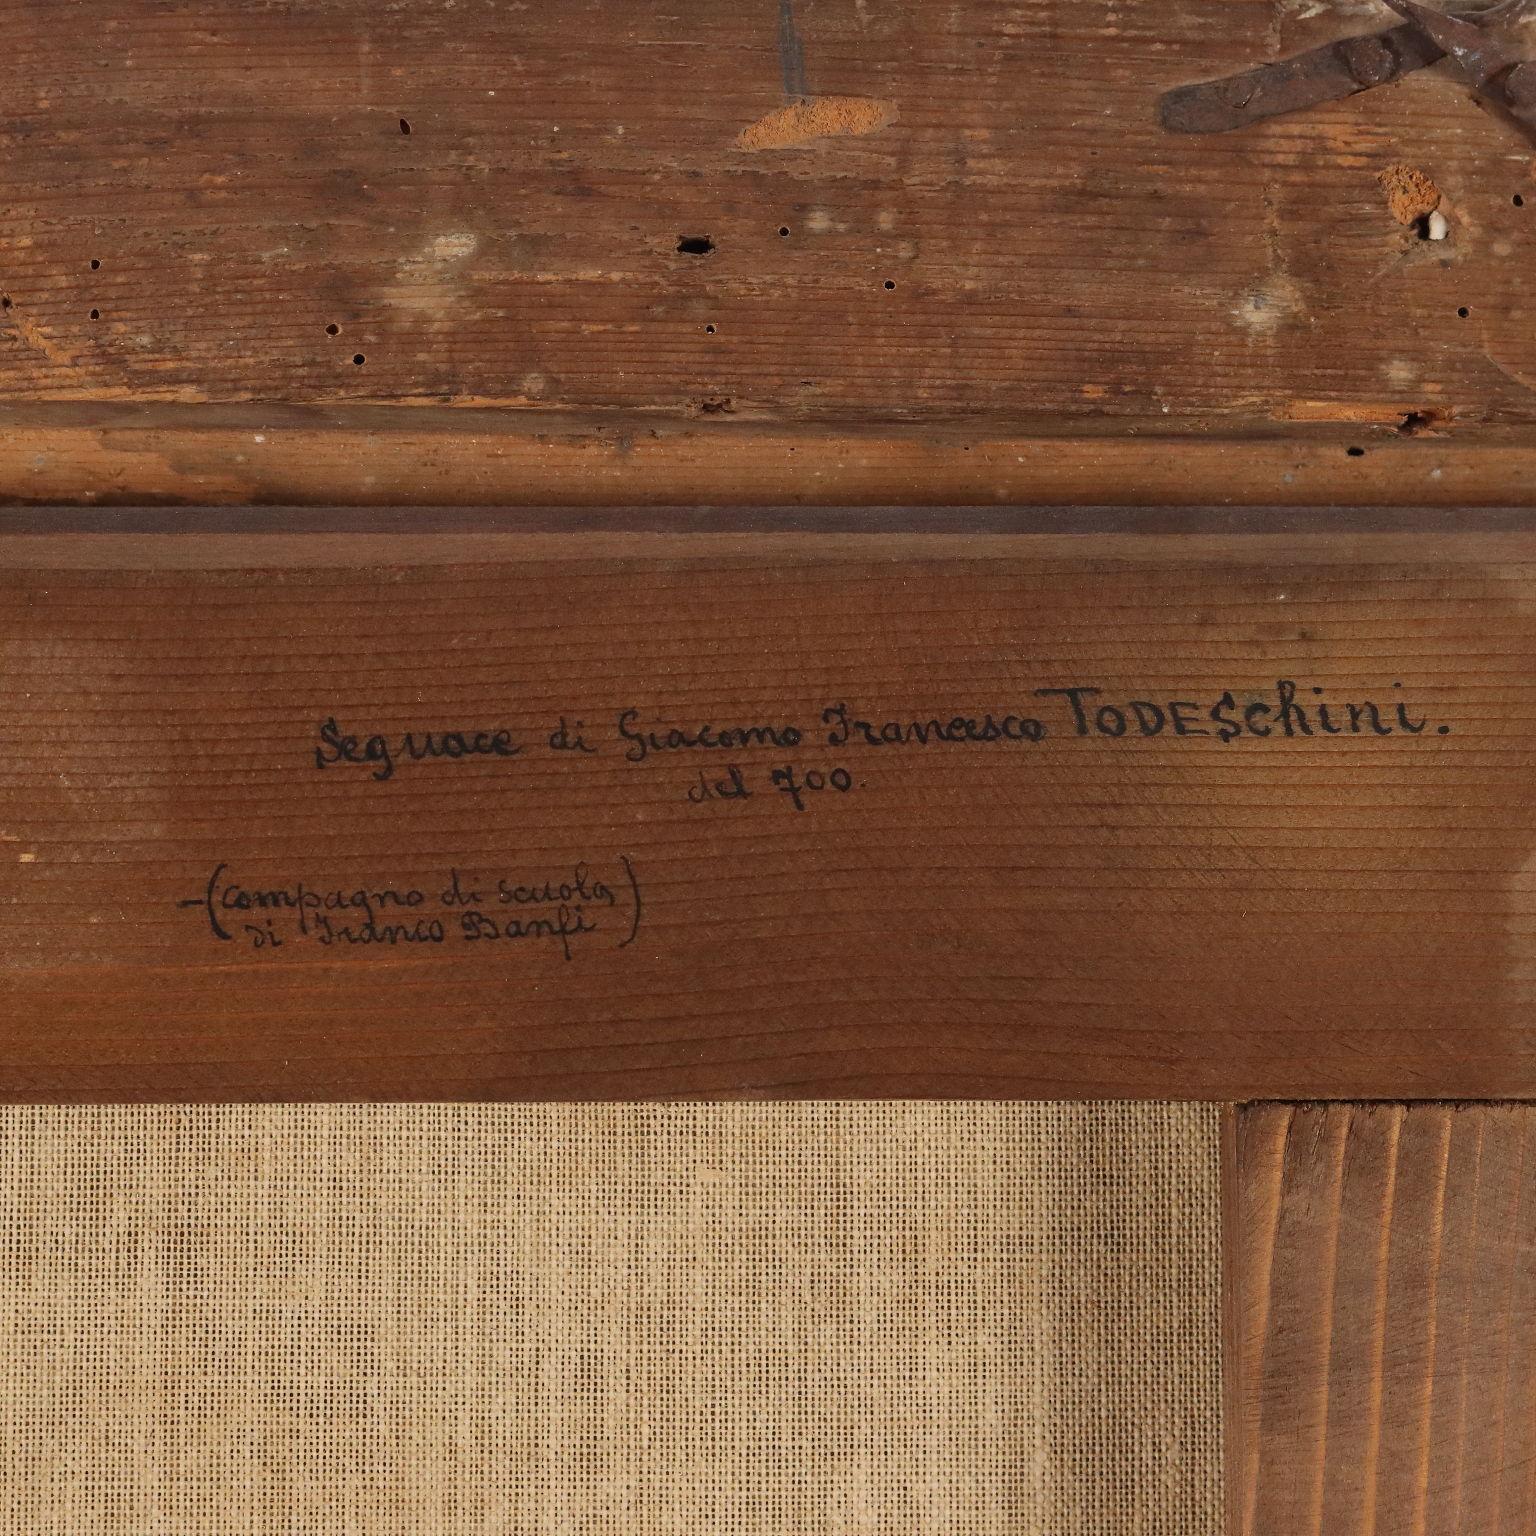 Seguace di Giacomo Francesco TODESchini.
del 700.
-(compagno di scuola
di Franco Banfi)